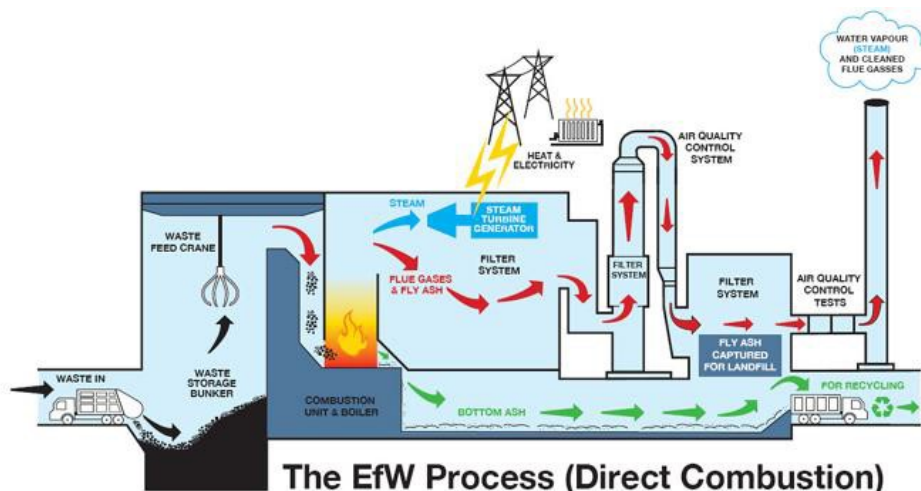 WATER VAPOUR
(STEAM)
AND CLEANED
FLUE GASSES
HEAT &
ELECTRICITY
AIR QUALITY
CONTROL
SYSTEM
WASTE
FEED CRANE
STEAM
STEAM
TURBINE
GENERATOR
FILTER
SYSTEM
FLUE GASES
& FLY ASH
FILTER
SYSTEM
FILTER
SYSTEM
AIR QUALITY
CONTROL
TESTS
FLY ASH
CAPTURED
FOR LANDFILL
WASTE IN
WASTE
STORAGE
BUNKER
COMBUSTION
UNIT & BOILER
BOTTOM ASH
FOR RECYCLING
The EfW Process (Direct Combustion)